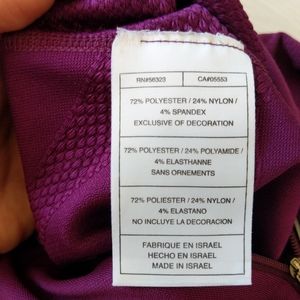 RN#56323 CA#05553
72% POLYESTER / 24% NYLON /
4% SPANDEX
EXCLUSIVE OF DECORATION
72% POLYESTER / 24% POLYAMIDE /
4% ELASTHANNE
SANS ORNEMENTS
72% POLIESTER / 24% NYLON /
4% ELASTANO
NO INCLUYE LA DECORACION
FABRIQUE EN ISRAEL
HECHO EN ISRAEL
MADE IN ISRAEL